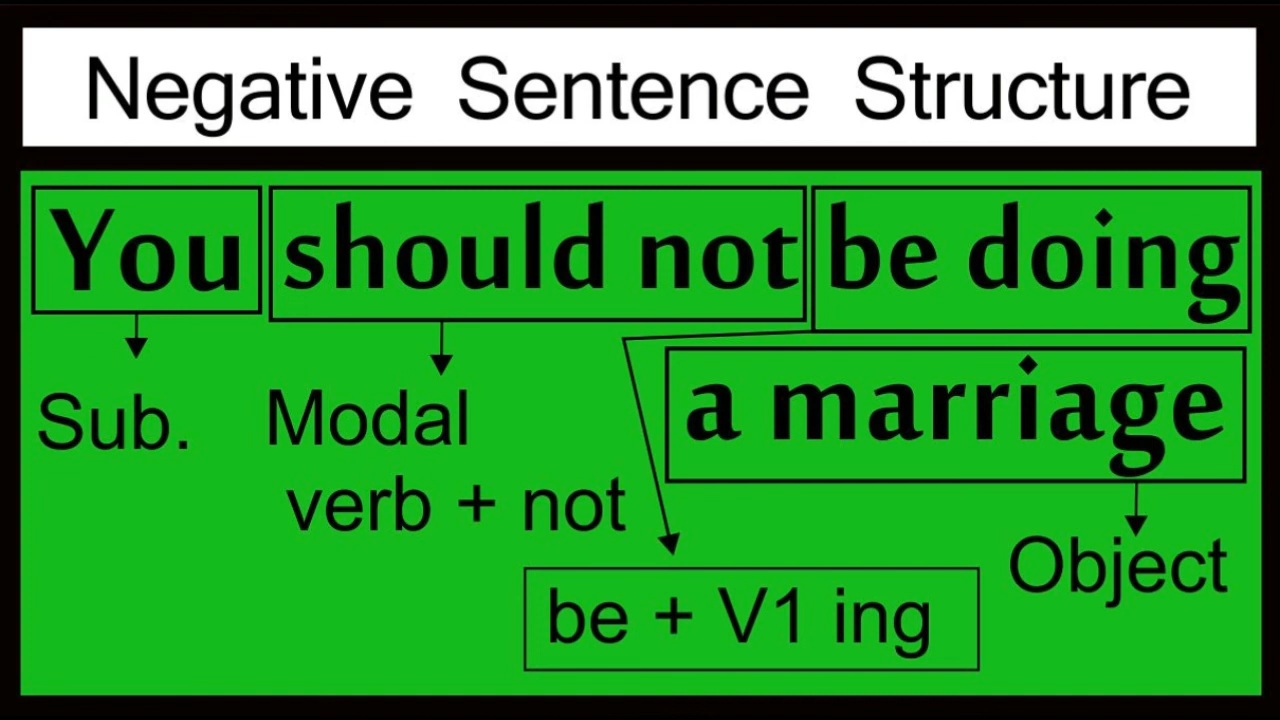 Negative Sentence Structure
You should not be doing
a marriage
Sub.
Modal
verb + not
Object
be + V1 ing